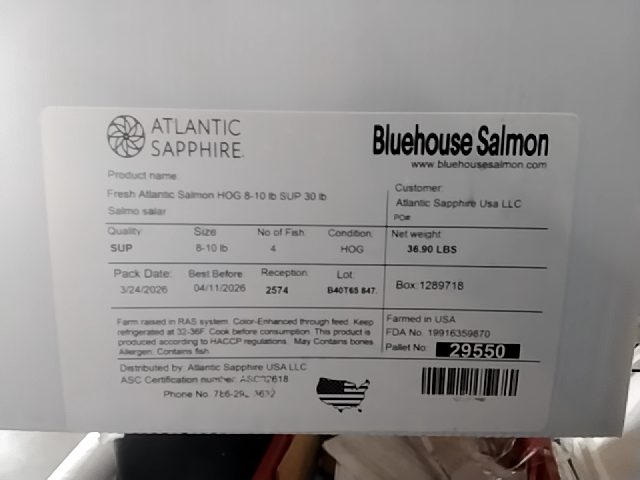 ATLANTIC
SAPPHIRE.
Bluehouse Salmon
www.bluehousesalmon.com
Product name:
Fresh Atlantic Salmon HOG 8-10 lb SUP 30 lb
Salmo salar
Customer:
Atlantic Sapphire Usa LLC
PO#
Quality: Size No of Fish: Condition: Net weight:
SUP 8-10 lb 4 HOG 36.90 LBS
Pack Date: Best Before Reception: Lot:
3/24/2026 04/11/2026 2574 B40T65 847.
Box: 1289718
Farm raised in RAS system. Color-Enhanced through feed. Keep
refrigerated at 32-36F. Cook before consumption. This product is
produced according to HACCP regulations. May Contains bones
Allergen: Contains fish
Farmed in USA
FDA No. 19916359870
Pallet No: 29550
Distributed by: Atlantic Sapphire USA LLC
ASC Certification number:
Phone No.